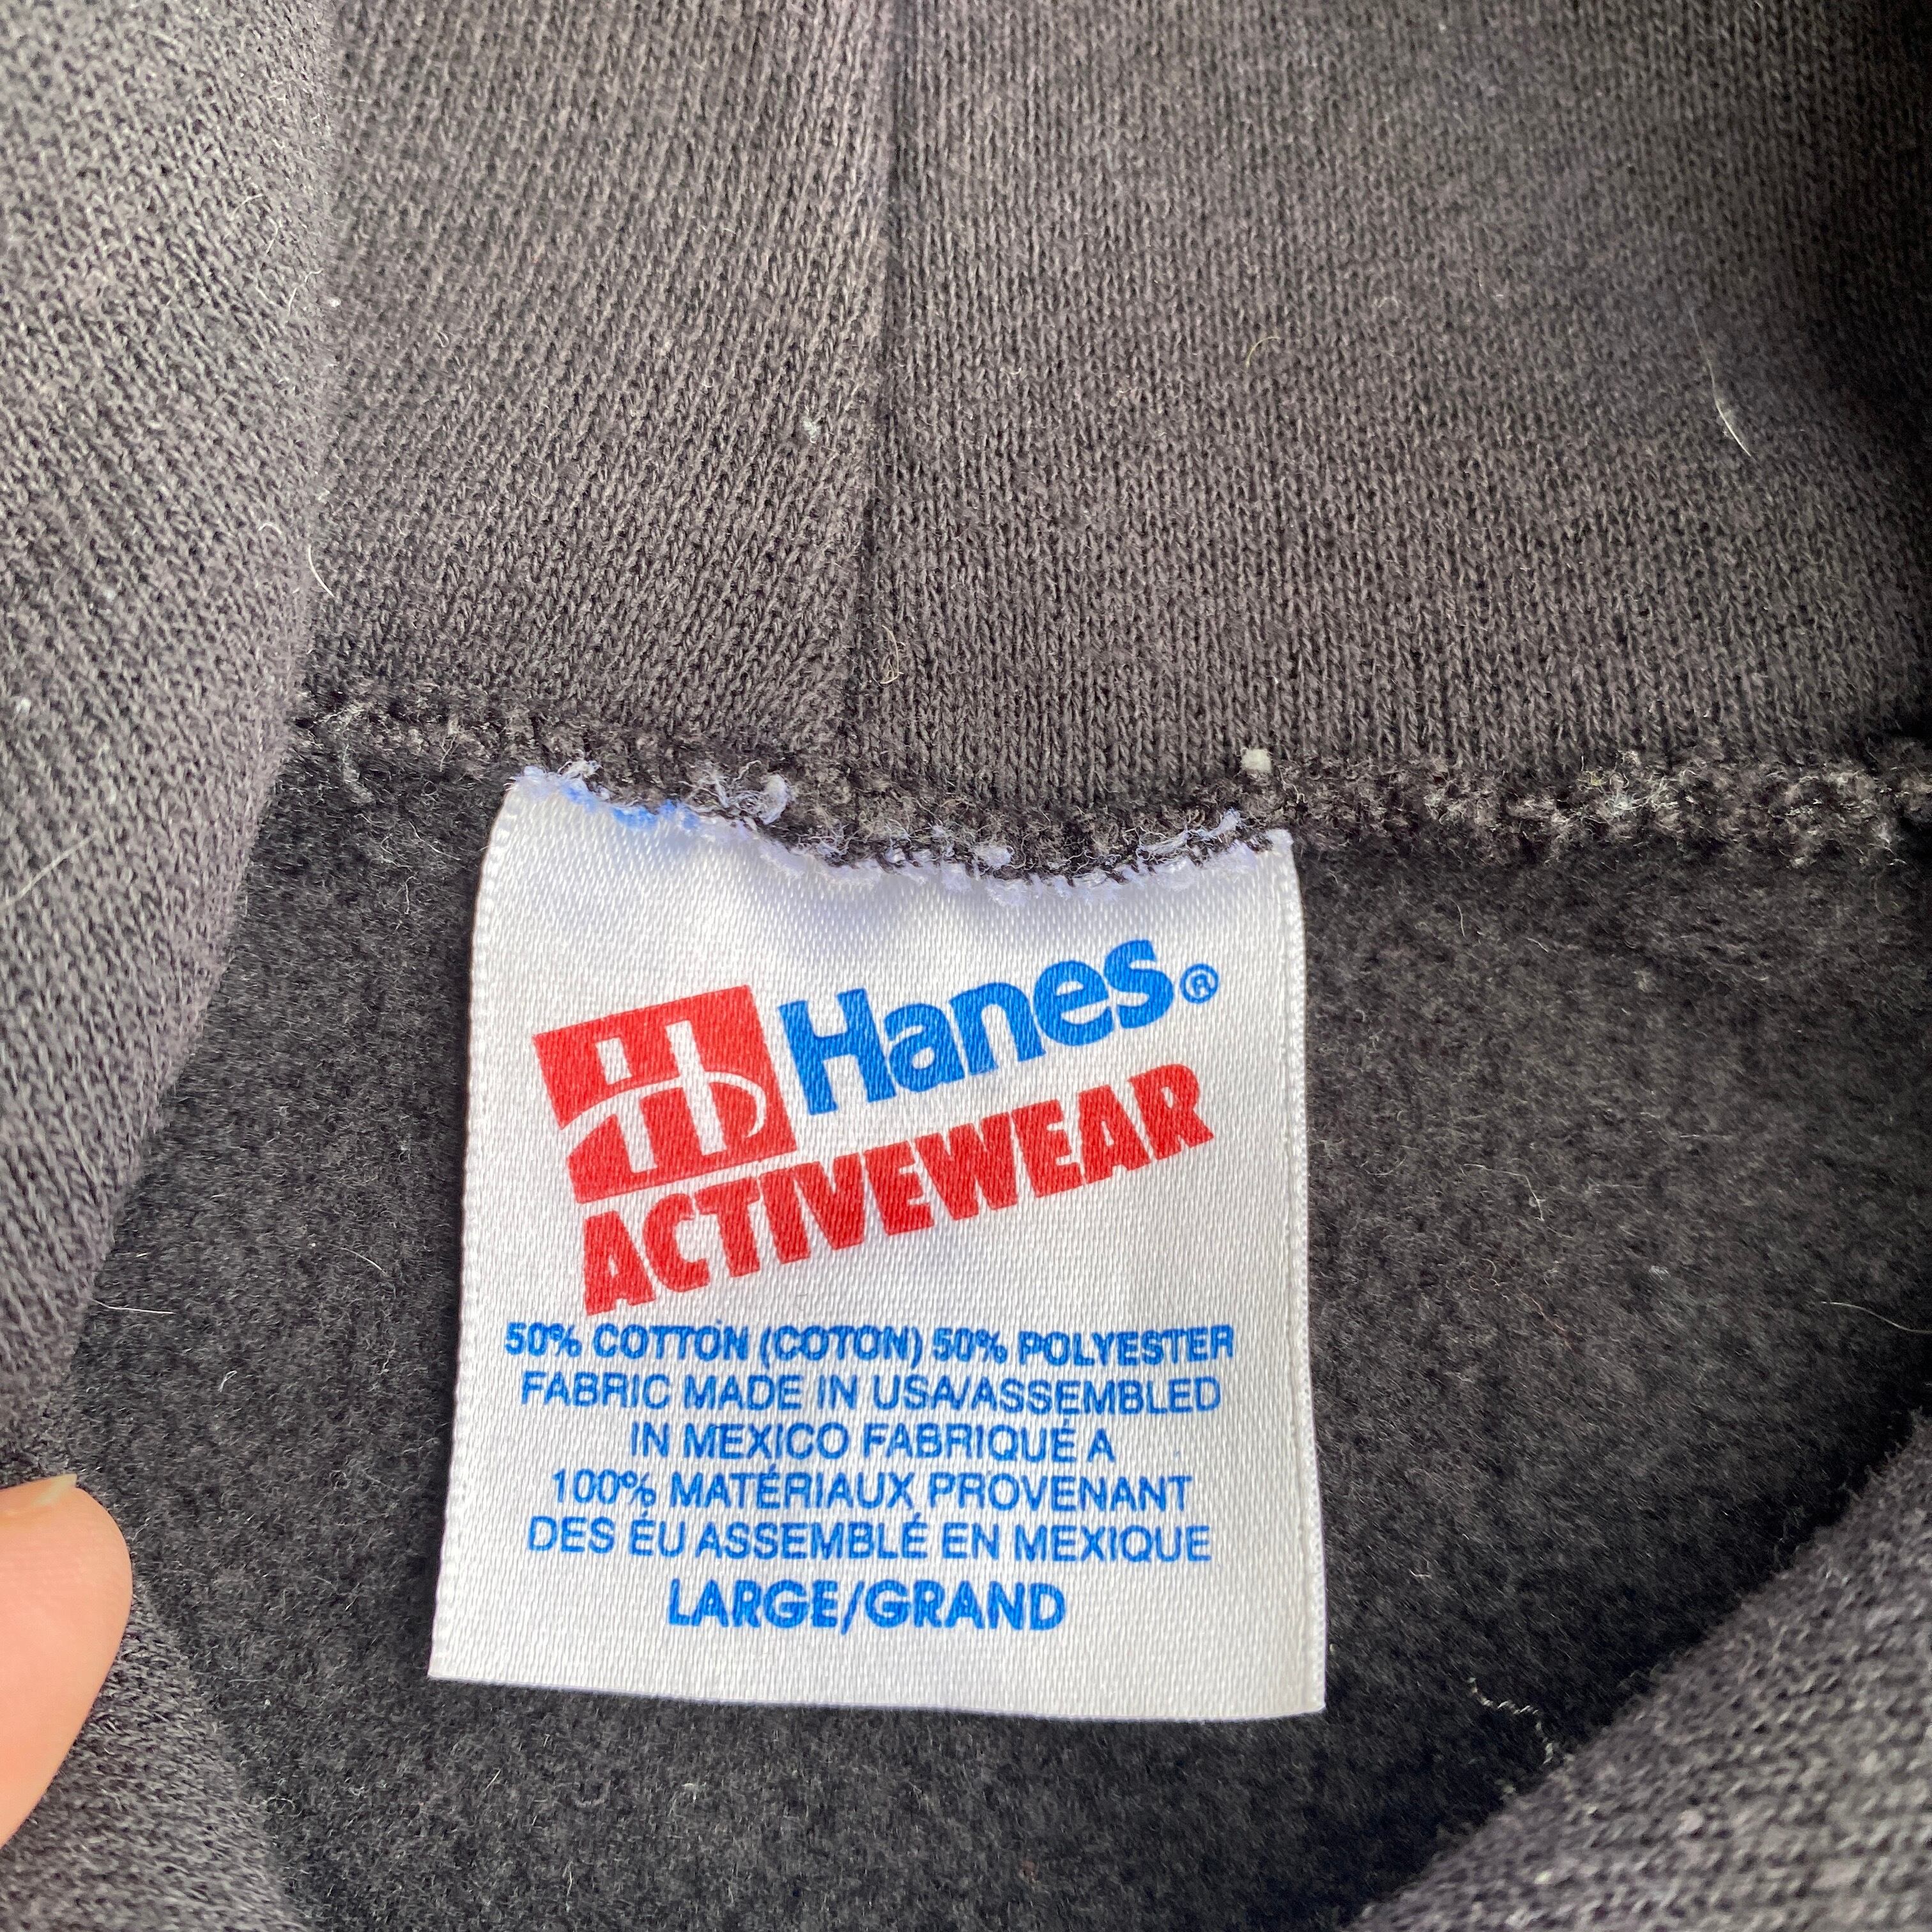 Hanes®
ACTIVEWEAR
50% COTTON (COTON) 50% POLYESTER
FABRIC MADE IN USA/ASSEMBLED
IN MEXICO FABRIQUÉ A
100% MATÉRIAUX PROVENANT
DES ÉU ASSEMBLÉ EN MEXIQUE
LARGE/GRAND